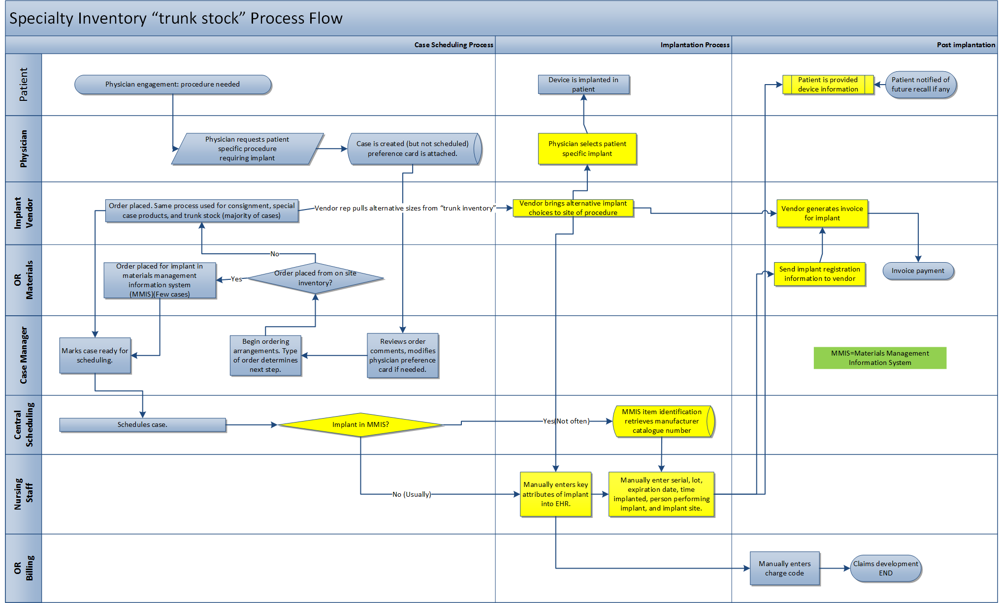 Specialty Inventory “trunk stock” Process Flow
Case Scheduling Process
Implantation Process
Post implantation
Patient
Physician engagement: procedure needed
Device is implanted in
patient
Patient is provided
device information
Patient notified of
future recall if any
Physician
Physician requests patient
specific procedure
requiring implant
Case is created (but not scheduled)
preference card is attached.
Physician selects patient
specific implant
Implant
Vendor
Order placed. Same process used for consignment, special
case products, and trunk stock (majority of cases)
Vendor rep pulls alternative sizes from “trunk inventory”
Vendor brings alternative implant
choices to site of procedure
Vendor generates invoice
for implant
OR
Materials
No
Order placed for implant in
materials management
information system
(MMIS)(Few cases)
Yes
Order placed from on site
inventory?
Send implant registration
information to vendor
Invoice payment
Case Manager
Marks case ready for
scheduling.
Begin ordering
arrangements. Type
of order determines
next step.
Reviews order
comments, modifies
physician preference
card if needed.
MMIS=Materials Management
Information System
Central
Scheduling
Schedules case.
Implant in MMIS?
Yes(Not often)
MMIS item identification
retrieves manufacturer
catalogue number
Nursing
Staff
No (Usually)
Manually enters key
attributes of implant
into EHR.
Manually enter serial, lot,
expiration date, time
implanted, person performing
implant, and implant site.
OR
Billing
Manually enters
charge code
Claims development
END